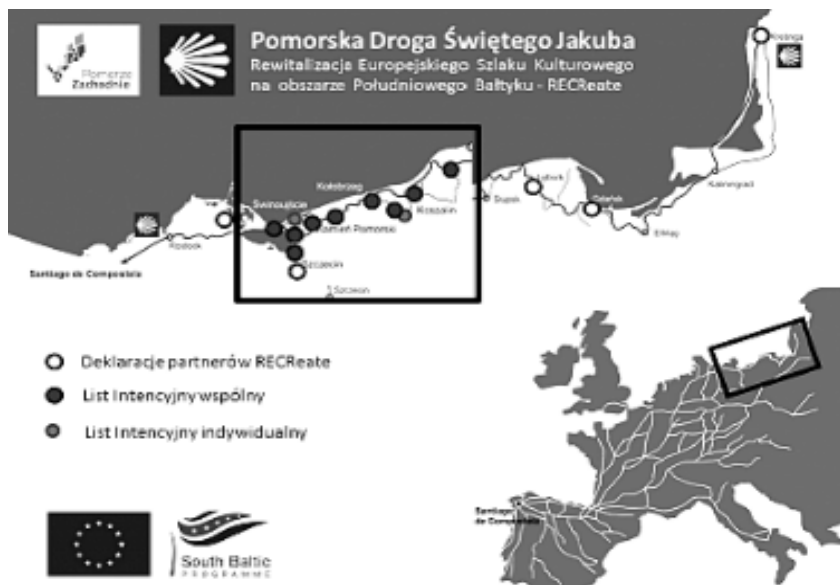 Pomorze
Zachodnie
Pomorska Droga Świętego Jakuba
Rewitalizacja Europejskiego Szlaku Kulturowego
na obszarze Południowego Bałtyku - RECReate
Kołobrzeg
Świnoujście
Kamień Pomorski
Koszalin
Słupsk
Lębork
Gdańsk
Elbląg
Kaliningrad
Rostock
Szczecin
Szczecin
Santiago de Compostela
Deklaracje partnerów RECReate
List Intencyjny wspólny
List Intencyjny indywidualny
Santiago
de Compostela
South Baltic
PROGRAMME